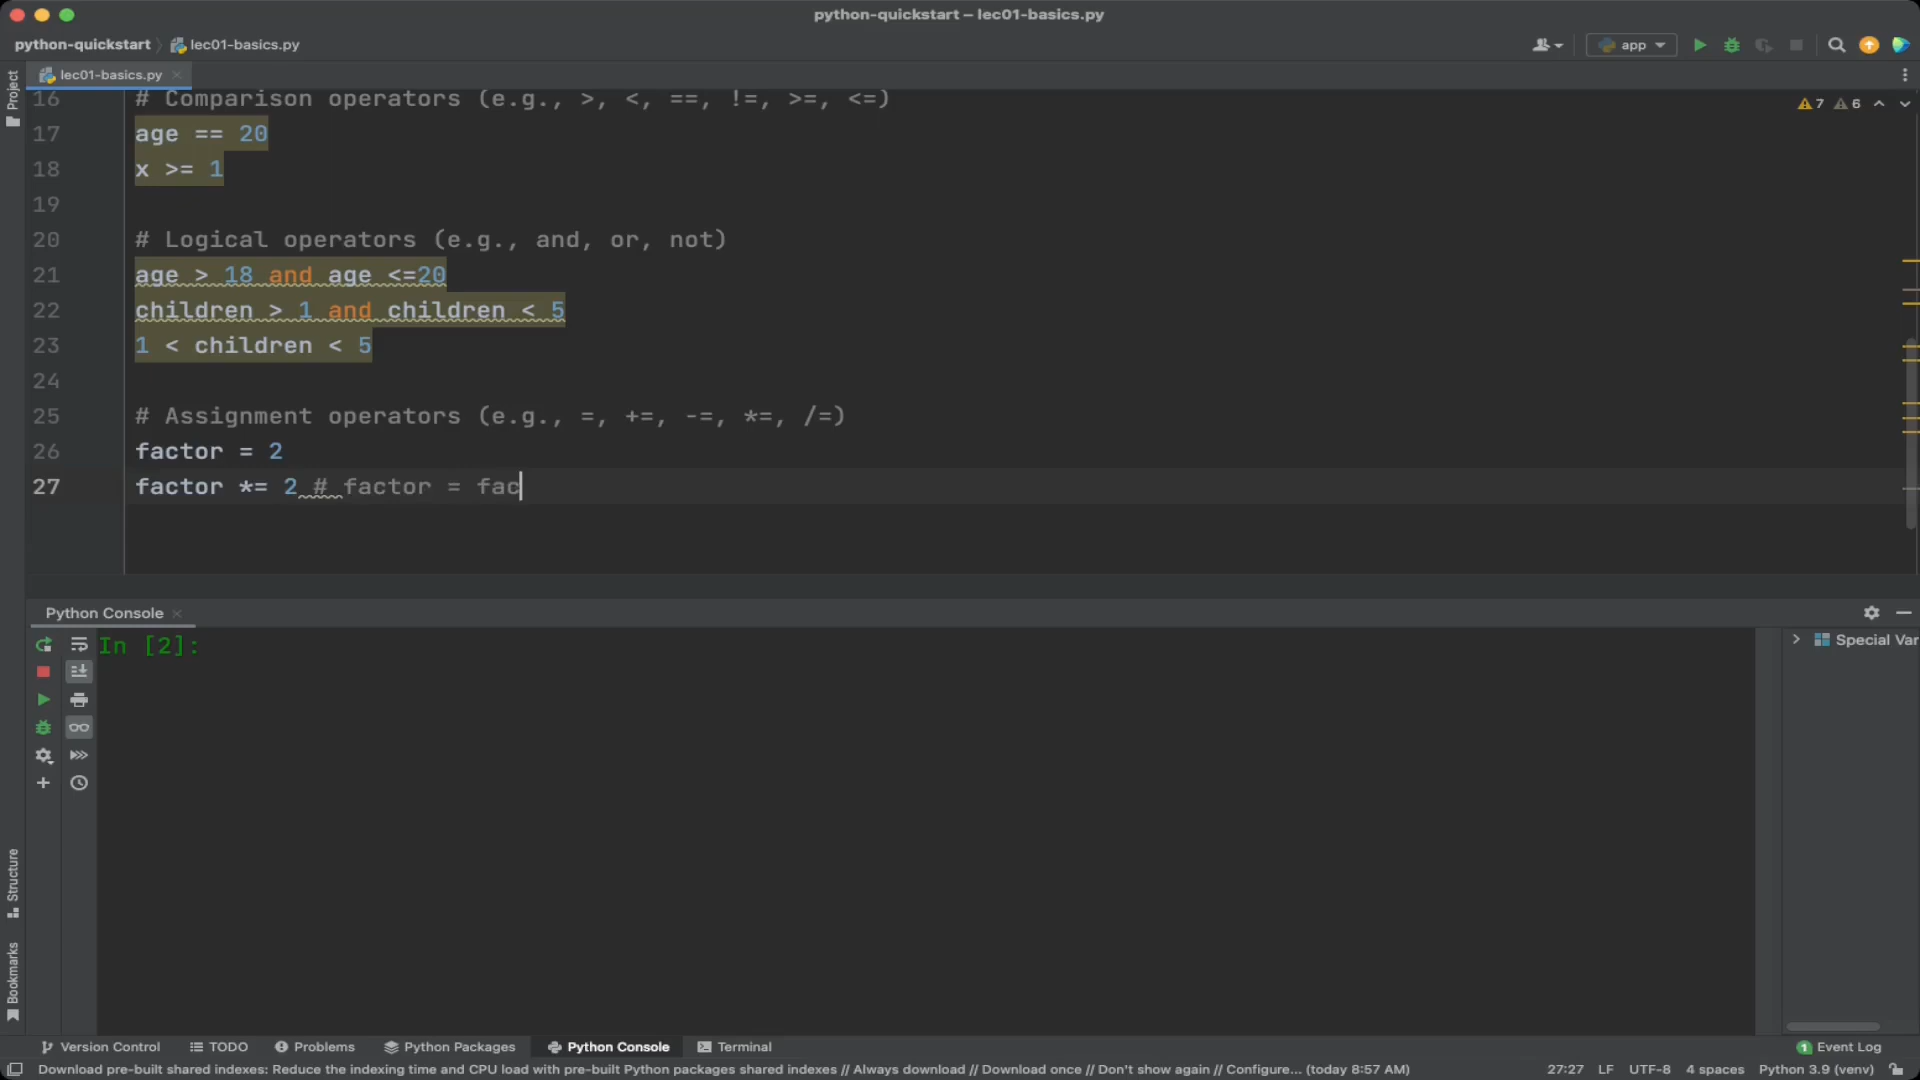 python-quickstart – lec01-basics.py
python-quickstart
lec01-basics.py
app
Project
lec01-basics.py
16 # Comparison operators (e.g., >, <, ==, !=, >=, <=)
7 6
17 age == 20
18 x >= 1
19
20 # Logical operators (e.g., and, or, not)
21 age > 18 and age <=20
22 children > 1 and children < 5
23 1 < children < 5
24
25 # Assignment operators (e.g., =, +=, -=, *=, /=)
26 factor = 2
27 factor *= 2 # factor = fac
Python Console
In [2]:
Special Var
Structure
Bookmarks
Version Control
TODO
Problems
Python Packages
Python Console
Terminal
1 Event Log
Download pre-built shared indexes: Reduce the indexing time and CPU load with pre-built Python packages shared indexes // Always download // Download once // Don't show again // Configure... (today 8:57 AM)
27:27 LF UTF-8 4 spaces Python 3.9 (venv)